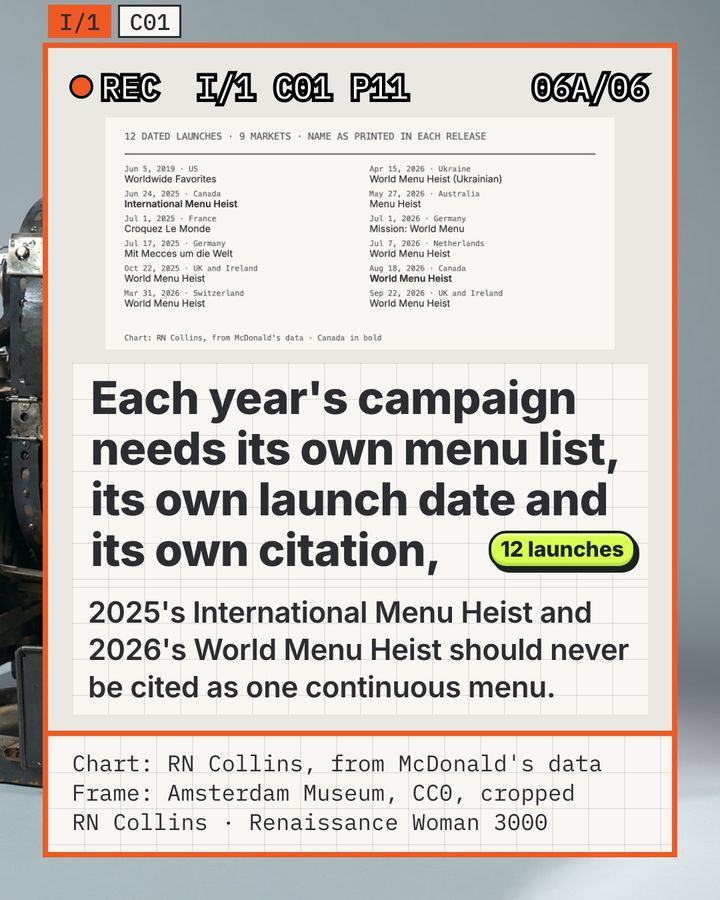 I/1 C01
REC I/1 C01 P11 06A/06
12 DATED LAUNCHES · 9 MARKETS · NAME AS PRINTED IN EACH RELEASE
Jun 5, 2019 · US
Worldwide Favorites
Jun 24, 2025 · Canada
International Menu Heist
Jul 1, 2025 · France
Croquez Le Monde
Jul 17, 2025 · Germany
Mit Mecces um die Welt
Oct 22, 2025 · UK and Ireland
World Menu Heist
Mar 31, 2026 · Switzerland
World Menu Heist
Apr 15, 2026 · Ukraine
World Menu Heist (Ukrainian)
May 27, 2026 · Australia
Menu Heist
Jul 1, 2026 · Germany
Mission: World Menu
Jul 7, 2026 · Netherlands
World Menu Heist
Aug 18, 2026 · Canada
World Menu Heist
Sep 22, 2026 · UK and Ireland
World Menu Heist
Chart: RN Collins, from McDonald's data · Canada in bold
Each year's campaign
needs its own menu list,
its own launch date and
its own citation,
12 launches
2025's International Menu Heist and
2026's World Menu Heist should never
be cited as one continuous menu.
Chart: RN Collins, from McDonald's data
Frame: Amsterdam Museum, CC0, cropped
RN Collins · Renaissance Woman 3000